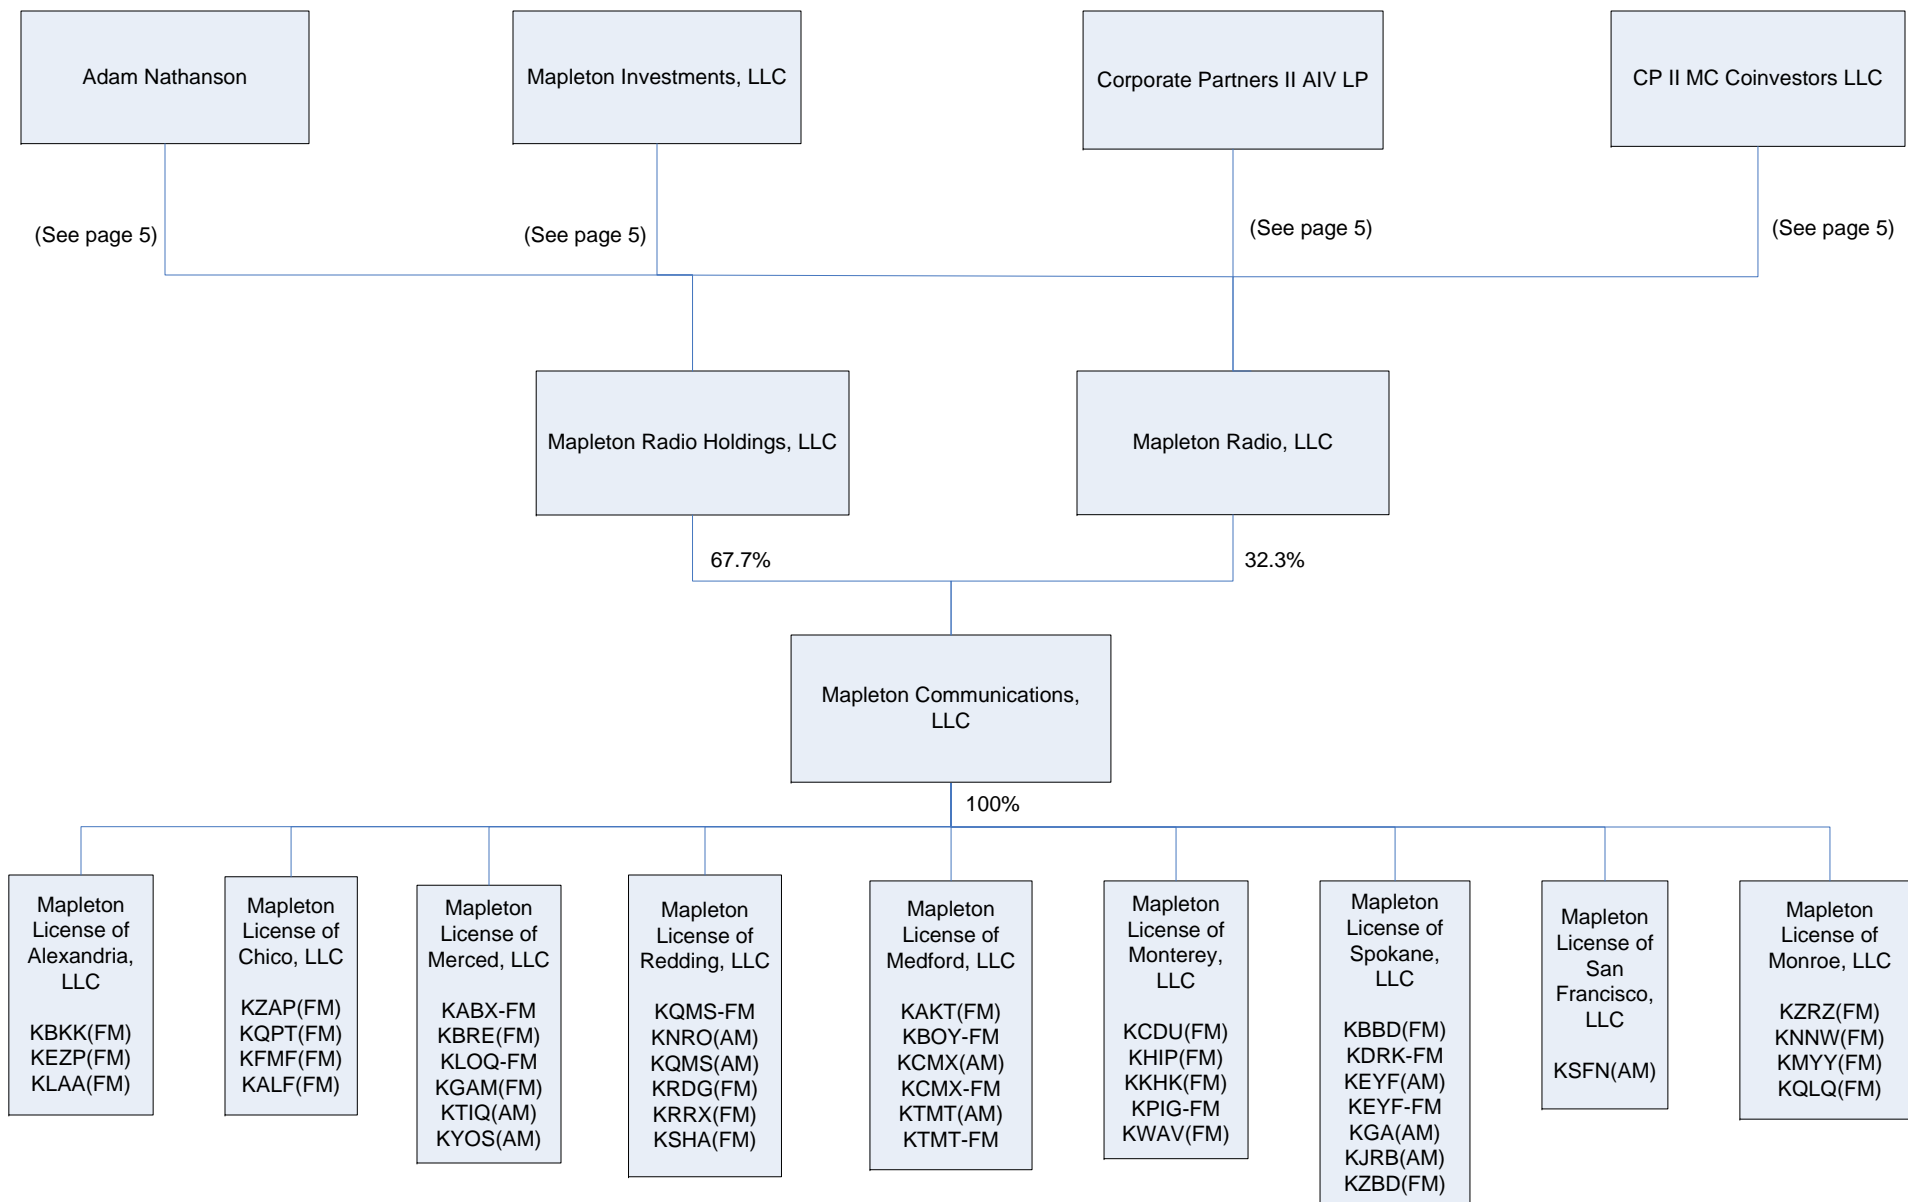 Adam Nathanson
Mapleton Investments, LLC
Corporate Partners II AIV LP
CP II MC Coinvestors LLC
(See page 5)
(See page 5)
(See page 5)
(See page 5)
Mapleton Radio Holdings, LLC
Mapleton Radio, LLC
67.7%
32.3%
Mapleton Communications,
LLC
100%
Mapleton
License of
Alexandria,
LLC
KBKK(FM)
KEZP(FM)
KLAA(FM)
Mapleton
License of
Chico, LLC
KZAP(FM)
KQPT(FM)
KFMF(FM)
KALF(FM)
Mapleton
License of
Merced, LLC
KABX-FM
KBRE(FM)
KLOQ-FM
KGAM(FM)
KTIQ(AM)
KYOS(AM)
Mapleton
License of
Redding, LLC
KQMS-FM
KNRO(AM)
KQMS(AM)
KRDG(FM)
KRRX(FM)
KSHA(FM)
Mapleton
License of
Medford, LLC
KAKT(FM)
KBOY-FM
KCMX(AM)
KCMX-FM
KTMT(AM)
KTMT-FM
Mapleton
License of
Monterey,
LLC
KCDU(FM)
KHIP(FM)
KKHK(FM)
KPIG-FM
KWAV(FM)
Mapleton
License of
Spokane,
LLC
KBBD(FM)
KDRK-FM
KEYF(AM)
KEYF-FM
KGA(AM)
KJRB(AM)
KZBD(FM)
Mapleton
License of
San
Francisco,
LLC
KSFN(AM)
Mapleton
License of
Monroe, LLC
KZRZ(FM)
KNNW(FM)
KMYY(FM)
KQLQ(FM)